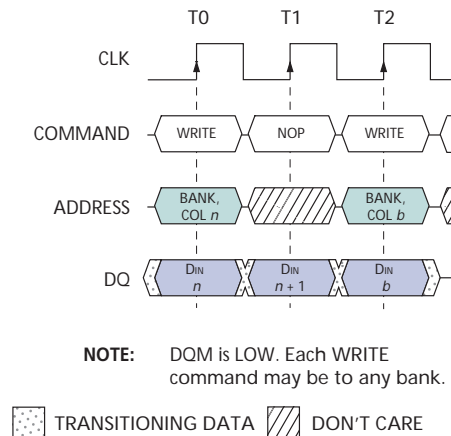 T0 T1 T2
CLK
COMMAND WRITE NOP WRITE
ADDRESS BANK, COL n BANK, COL b
DQ DIN n DIN n + 1 DIN b
NOTE: DQM is LOW. Each WRITE
command may be to any bank.
TRANSITIONING DATA DON'T CARE